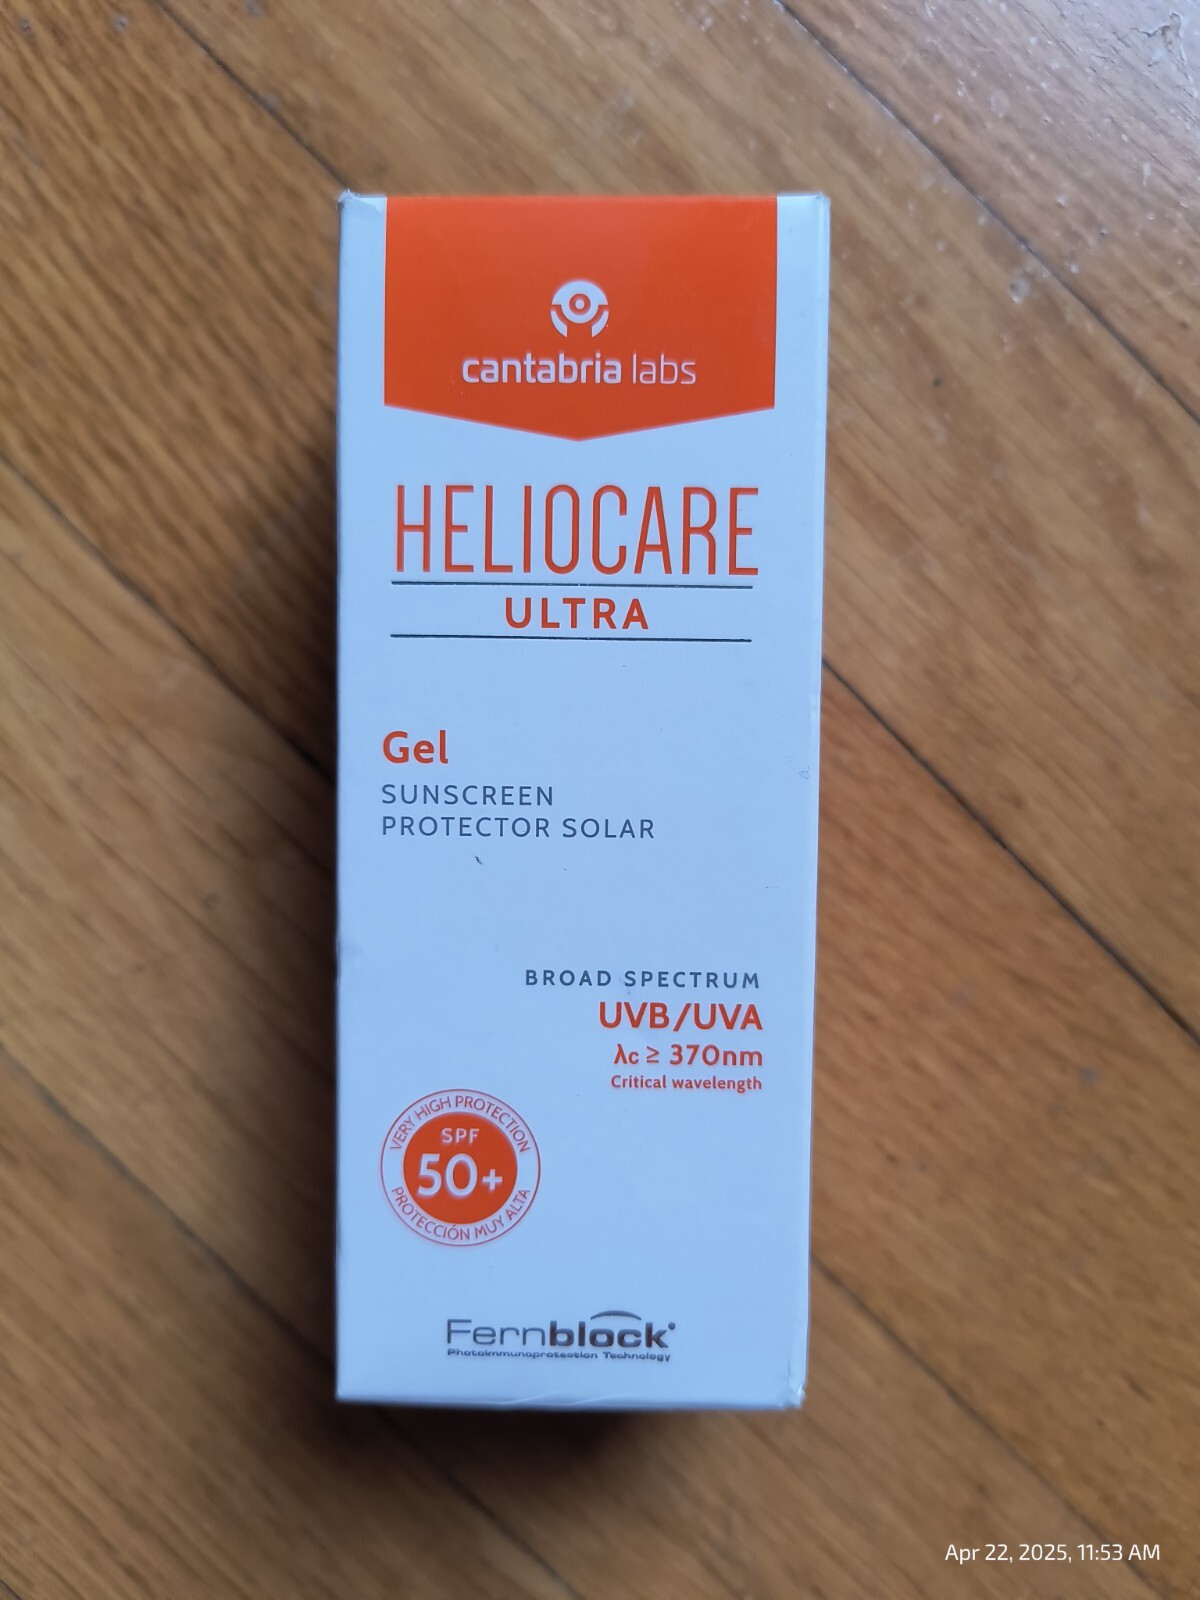 cantabria labs
HELIOCARE
ULTRA
Gel
SUNSCREEN
PROTECTOR SOLAR
BROAD SPECTRUM
UVB/UVA
λc ≥ 370nm
Critical wavelength
VERY HIGH PROTECTION
SPF
50+
PROTECCIÓN MUY ALTA
Fernblock®
Photoimmunoprotection Technology
Apr 22, 2025, 11:53 AM